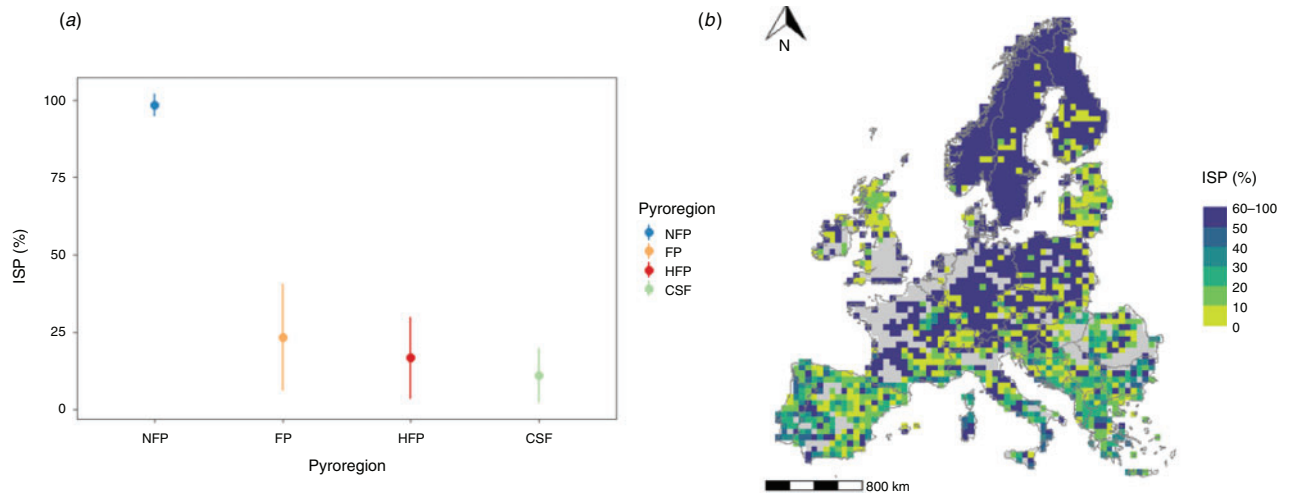 (a)
ISP (%)
100
75
50
25
0
NFP
FP
HFP
CSF
Pyroregion
Pyroregion
NFP
FP
HFP
CSF
(b)
N
800 km
ISP (%)
60–100
50
40
30
20
10
0